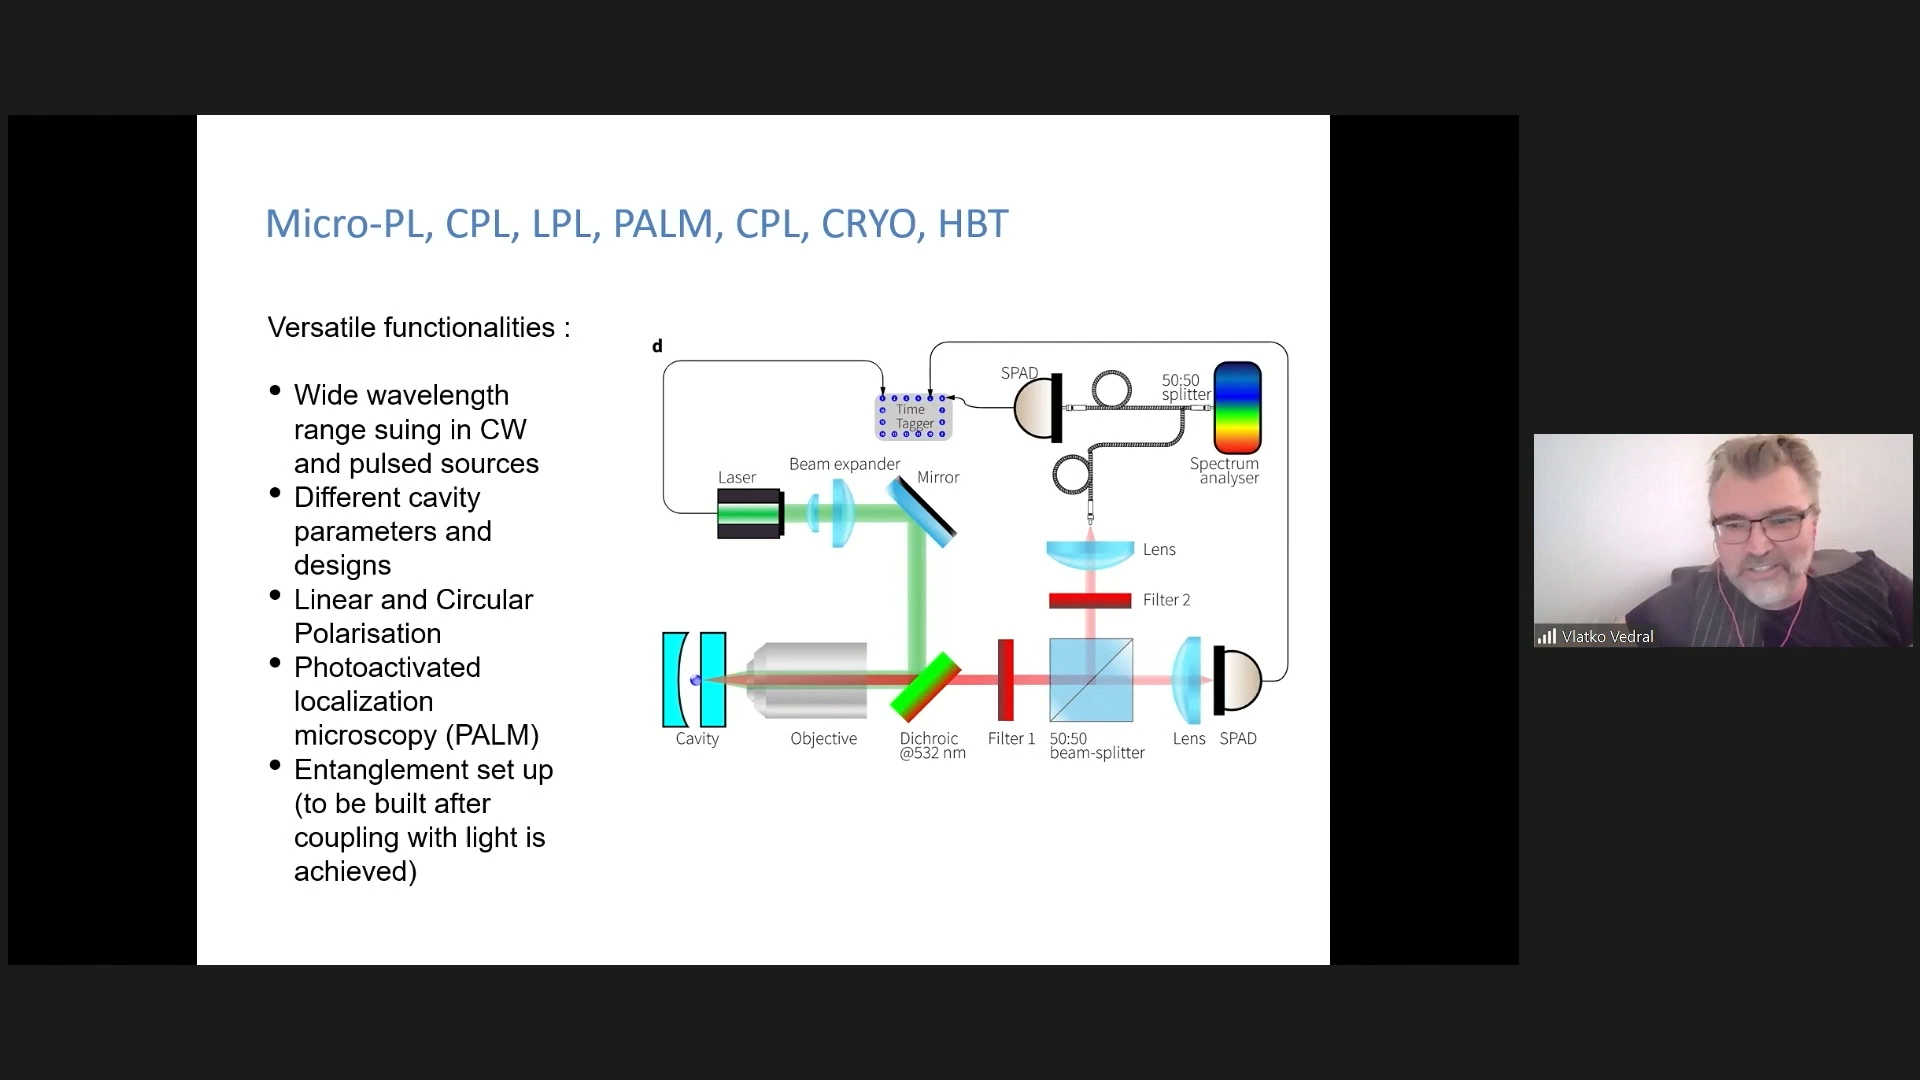 Micro-PL, CPL, LPL, PALM, CPL, CRYO, HBT
Versatile functionalities :
• Wide wavelength
range suing in CW
and pulsed sources
• Different cavity
parameters and
designs
• Linear and Circular
Polarisation
• Photoactivated
localization
microscopy (PALM)
• Entanglement set up
(to be built after
coupling with light is
achieved)
d
SPAD
50:50
splitter
Time
Tagger
Spectrum
analyser
Laser
Beam expander
Mirror
Lens
Filter 2
Cavity
Objective
Dichroic
@532 nm
Filter 1
50:50
beam-splitter
Lens
SPAD
Vlatko Vedral